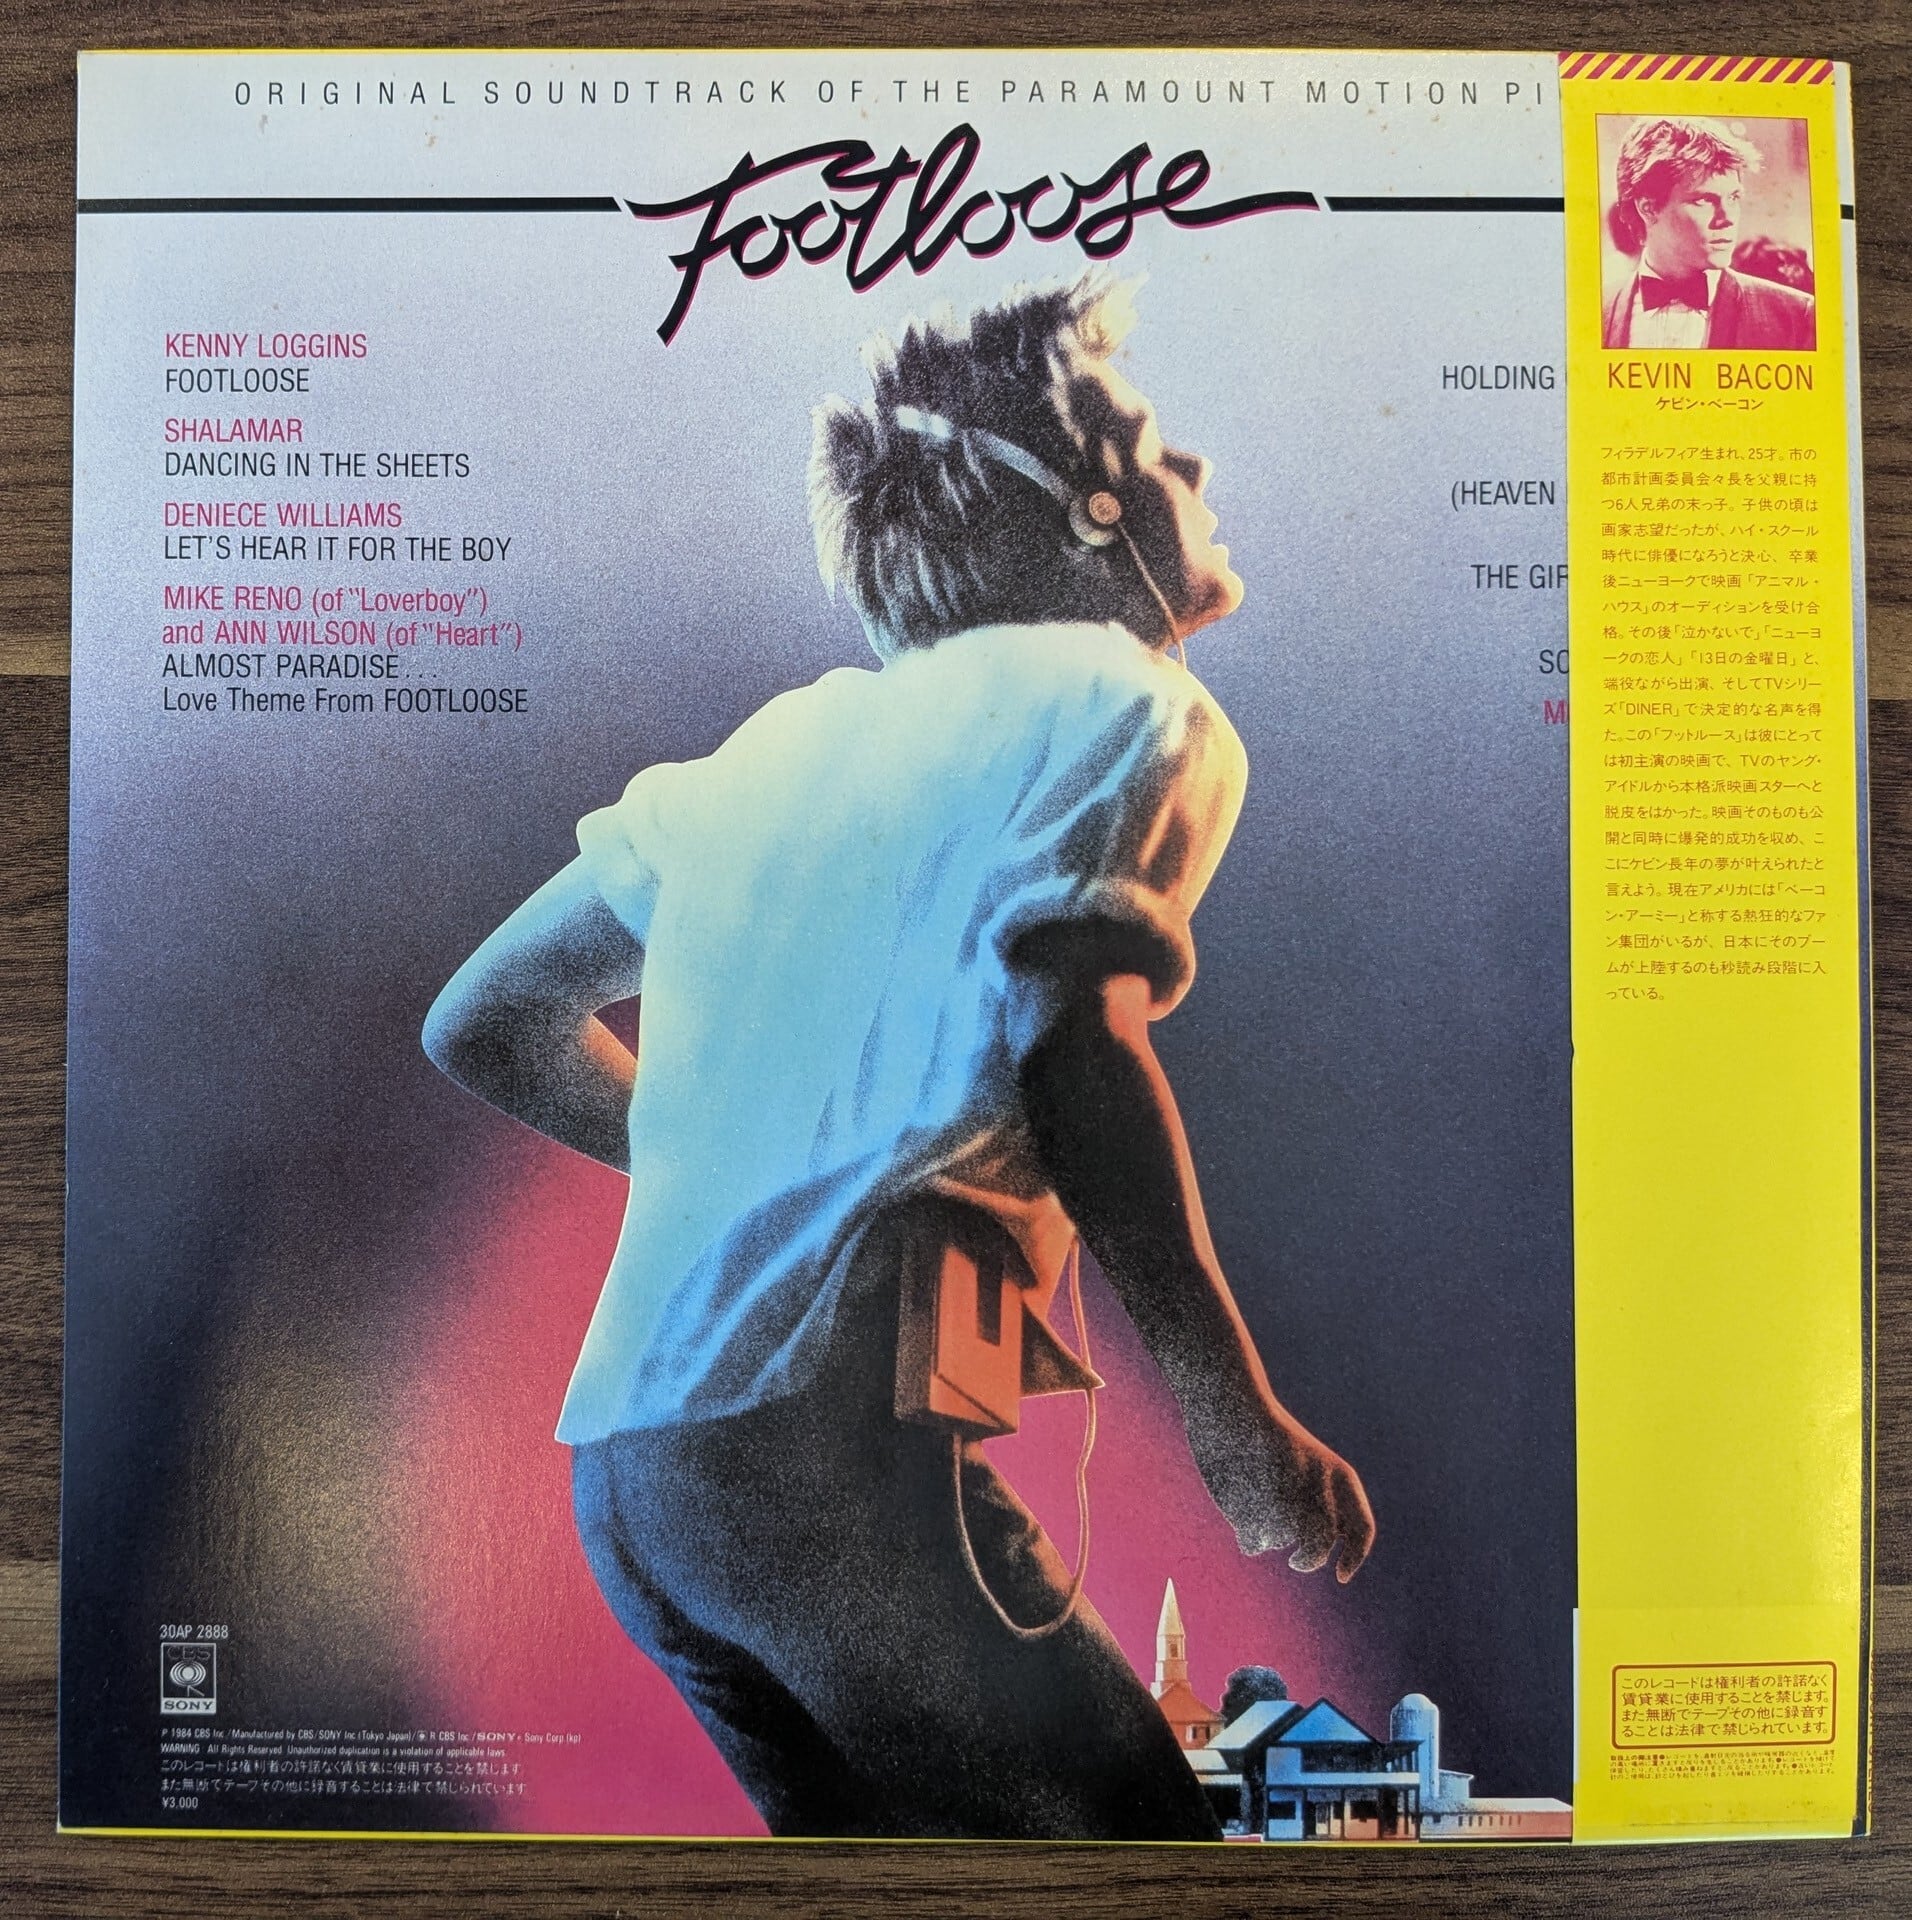 ORIGINAL SOUNDTRACK OF THE PARAMOUNT MOTION PI
Footloose
KENNY LOGGINS
FOOTLOOSE
SHALAMAR
DANCING IN THE SHEETS
DENIECE WILLIAMS
LET'S HEAR IT FOR THE BOY
MIKE RENO (of "Loverboy")
and ANN WILSON (of "Heart")
ALMOST PARADISE...
Love Theme From FOOTLOOSE
HOLDING
(HEAVEN
THE GIR
SO
M
30AP 2888
CBS
SONY
P 1984 CBS Inc./Manufactured by CBS/SONY Inc (Tokyo Japan)/ R CBS Inc./SONY・Sony Corp.(kp)
WARNING: All Rights Reserved. Unauthorized duplication is a violation of applicable laws.
このレコードは権利者の許諾なく賃貸業に使用することを禁じます。
また無断でテープその他に録音することは法律で禁じられています。
¥3,000
KEVIN BACON
ケビン・ベーコン
フィラデルフィア生まれ、25才。市の
都市計画委員会々長を父親に持
つ6人兄弟の末っ子。子供の頃は
画家志望だったが、ハイ・スクール
時代に俳優になろうと決心、卒業
後ニューヨークで映画「アニマル・
ハウス」のオーディションを受け合
格。その後「泣かないで」「ニューヨ
ークの恋人」「13日の金曜日」と、
端役ながら出演、そしてTVシリー
ズ「DINER」で決定的な名声を得
た。この「フットルース」は彼にとって
は初主演の映画で、TVのヤング・
アイドルから本格派映画スターへと
脱皮をはかった。映画そのものも公
開と同時に爆発的成功を収め、こ
こにケビン長年の夢が叶えられたと
言えよう。現在アメリカには「ベーコ
ン・アーミー」と称する熱狂的なファ
ン集団がいるが、日本にそのブー
ムが上陸するのも秒読み段階に入
っている。
このレコードは権利者の許諾なく
賃貸業に使用することを禁じます。
また無断でテープその他に録音す
ることは法律で禁じられています。